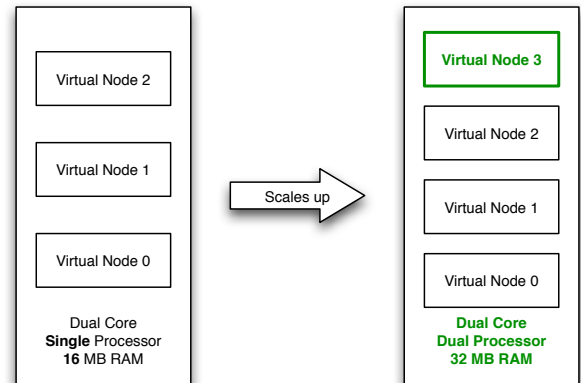 Virtual Node 2
Virtual Node 1
Virtual Node 0
Dual Core
Single Processor
16 MB RAM
Scales up
Virtual Node 3
Virtual Node 2
Virtual Node 1
Virtual Node 0
Dual Core
Dual Processor
32 MB RAM